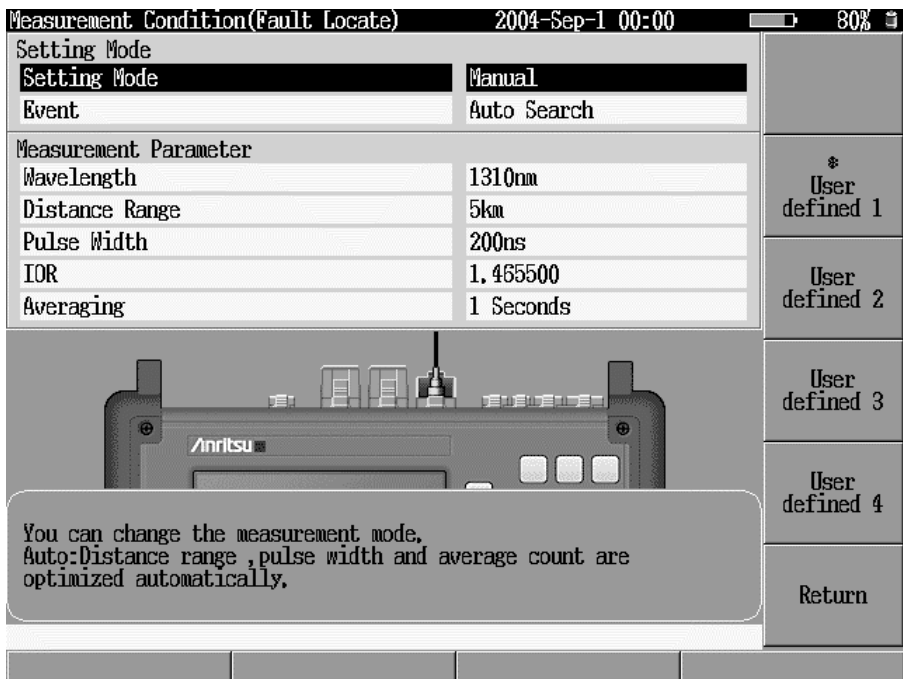 Measurement Condition(Fault Locate) 2004-Sep-1 00:00 80%
Setting Mode
Setting Mode Manual
Event Auto Search
Measurement Parameter
Wavelength 1310nm
Distance Range 5km
Pulse Width 200ns
IOR 1.465500
Averaging 1 Seconds
Anritsu
You can change the measurement mode.
Auto:Distance range ,pulse width and average count are
optimized automatically.
*
User
defined 1
User
defined 2
User
defined 3
User
defined 4
Return